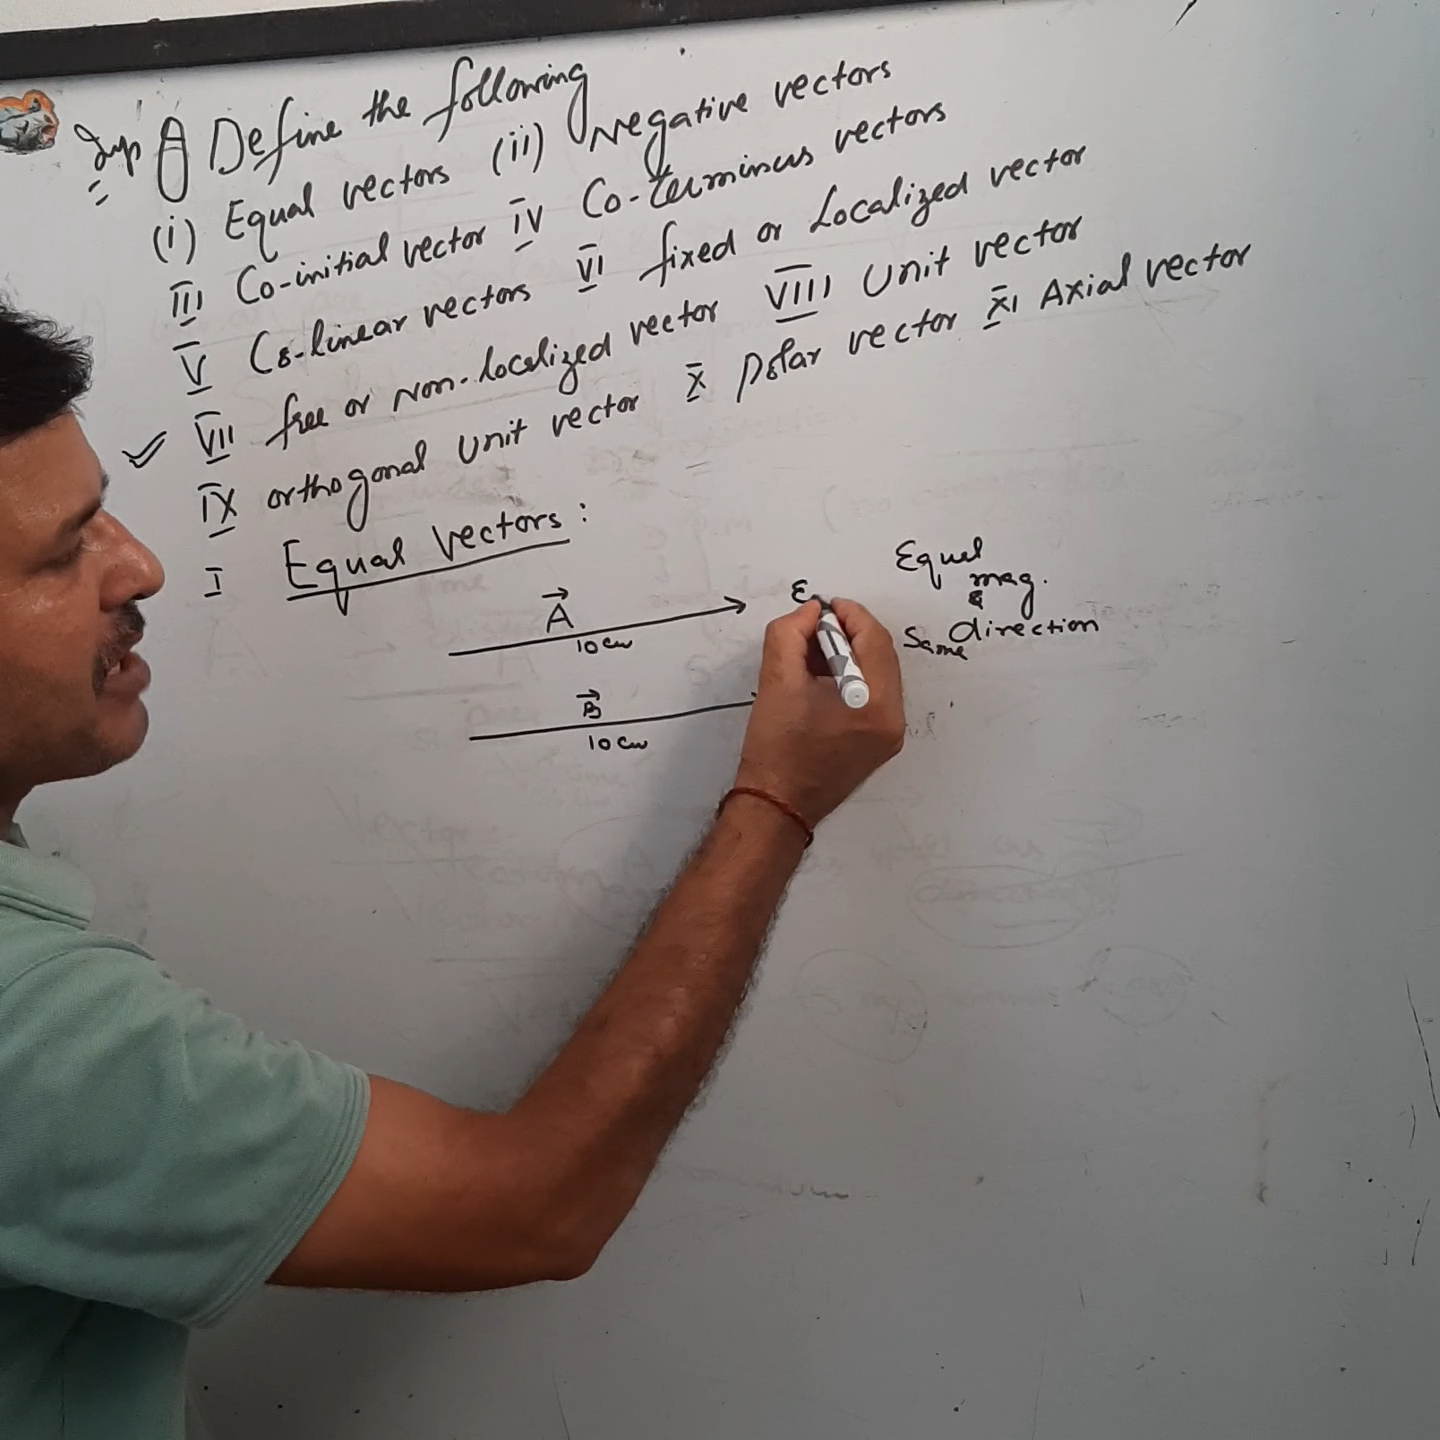 Imp Q Define the following
(i) Equal vectors (ii) Negative vectors
III Co-initial vector IV Co-terminus vectors
V Co-linear vectors VI fixed or Localized vector
VII free or Non-localized vector VIII Unit vector
IX orthogonal unit vector X polar vector XI Axial vector
I Equal vectors :
A
10 cm
B
10 cm
E
Equal
mag.
&
Same direction